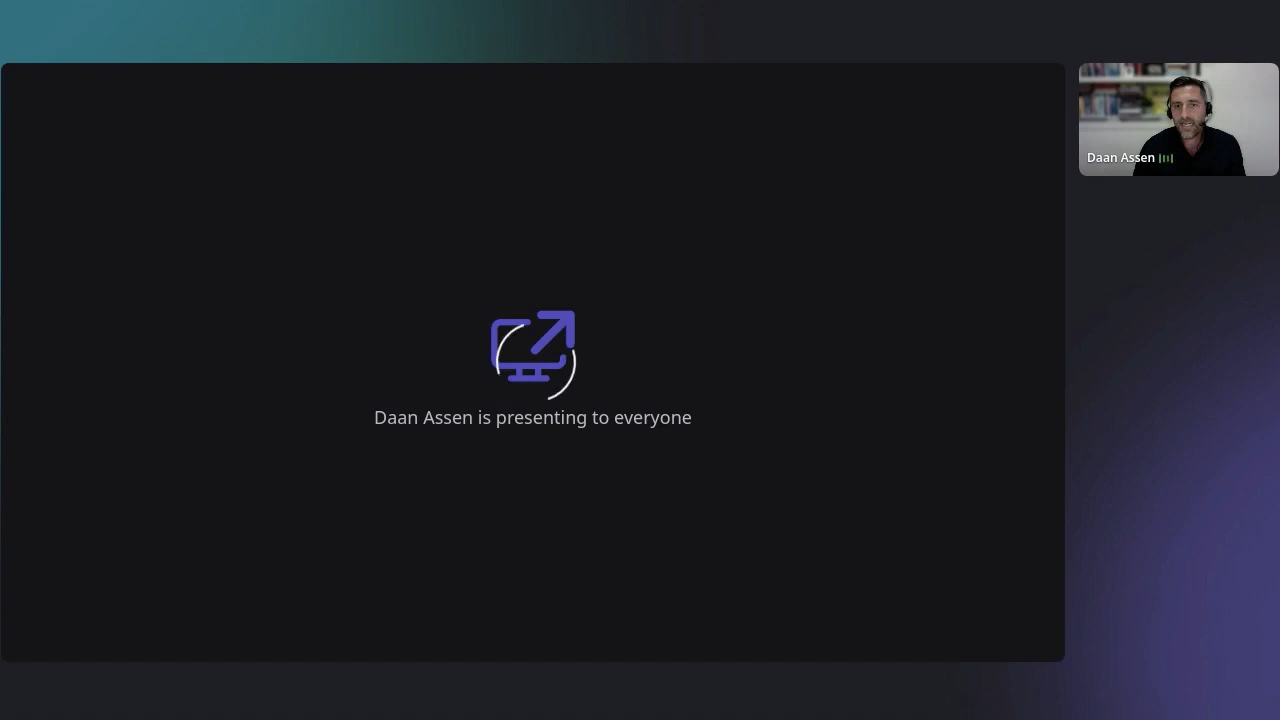 Daan Assen
Daan Assen is presenting to everyone